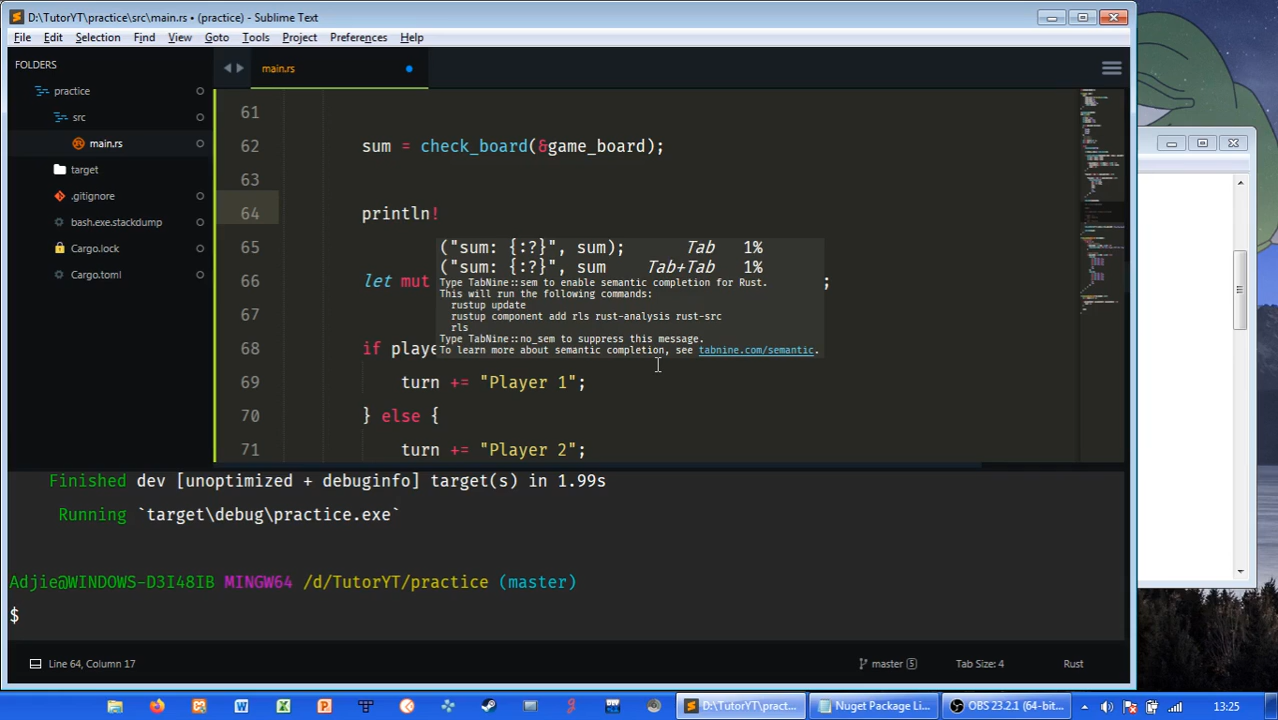 D:\TutorYT\practice\src\main.rs • (practice) - Sublime Text
File Edit Selection Find View Goto Tools Project Preferences Help
FOLDERS
practice
src
main.rs
target
.gitignore
bash.exe.stackdump
Cargo.lock
Cargo.toml
main.rs
61
62 sum = check_board(&game_board);
63
64 println!
65 ("sum: {:?}", sum); Tab 1%
("sum: {:?}", sum Tab+Tab 1%
66 let mut ;
Type TabNine::sem to enable semantic completion for Rust.
This will run the following commands:
rustup update
rustup component add rls rust-analysis rust-src
67
rls
Type TabNine::no_sem to suppress this message.
To learn more about semantic completion, see tabnine.com/semantic.
68 if playe
69 turn += "Player 1";
70 } else {
71 turn += "Player 2";
Finished dev [unoptimized + debuginfo] target(s) in 1.99s
Running `target\debug\practice.exe`
Adjie@WINDOWS-D3I48IB MINGW64 /d/TutorYT/practice (master)
$
Line 64, Column 17 master 5 Tab Size: 4 Rust
D:\TutorYT\pract... Nuget Package Li... OBS 23.2.1 (64-bit... 13:25